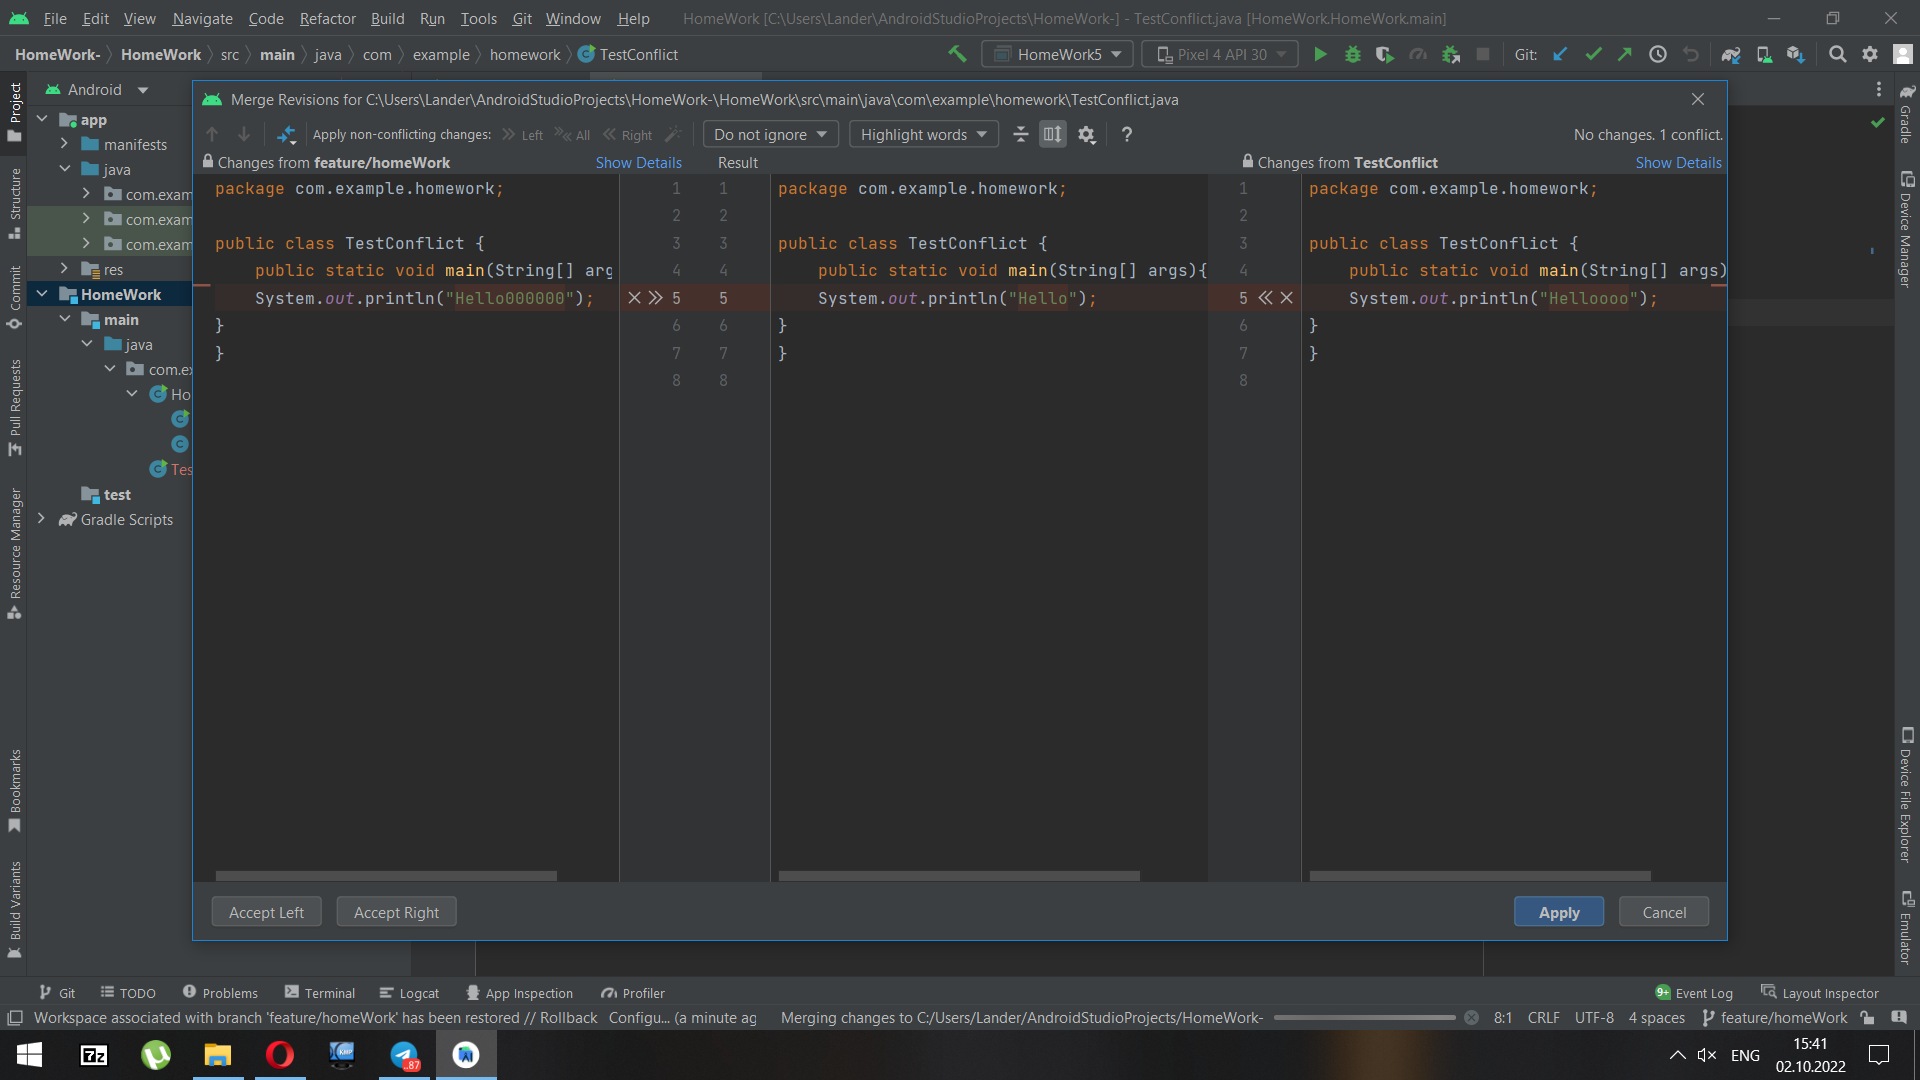 File Edit View Navigate Code Refactor Build Run Tools Git Window Help HomeWork [C:\Users\Lander\AndroidStudioProjects\HomeWork-] - TestConflict.java [HomeWork.HomeWork.main]
HomeWork- HomeWork src main java com example homework TestConflict HomeWork5 Pixel 4 API 30 Git:
Project
Android
Merge Revisions for C:\Users\Lander\AndroidStudioProjects\HomeWork-\HomeWork\src\main\java\com\example\homework\TestConflict.java
Apply non-conflicting changes: Left All Right Do not ignore Highlight words ? No changes. 1 conflict.
Changes from feature/homeWork Show Details Result Changes from TestConflict Show Details
app
manifests
java
com.exam
com.exam
com.exam
res
HomeWork
main
java
com.ex
Ho
Tes
test
Gradle Scripts
package com.example.homework;
public class TestConflict {
public static void main(String[] arg
System.out.println("Hello000000");
}
}
1 1
2 2
3 3
4 4
5 5
6 6
7 7
8 8
package com.example.homework;
public class TestConflict {
public static void main(String[] args){
System.out.println("Hello");
}
}
1
2
3
4
5
6
7
8
package com.example.homework;
public class TestConflict {
public static void main(String[] args)
System.out.println("Helloooo");
}
}
Structure
Commit
Pull Requests
Resource Manager
Bookmarks
Build Variants
Gradle
Device Manager
Device File Explorer
Emulator
Accept Left Accept Right Apply Cancel
Git TODO Problems Terminal Logcat App Inspection Profiler 9+ Event Log Layout Inspector
Workspace associated with branch 'feature/homeWork' has been restored // Rollback Configu... (a minute ag Merging changes to C:/Users/Lander/AndroidStudioProjects/HomeWork- 8:1 CRLF UTF-8 4 spaces feature/homeWork
7z KMP ..87 AI ENG 15:41
02.10.2022